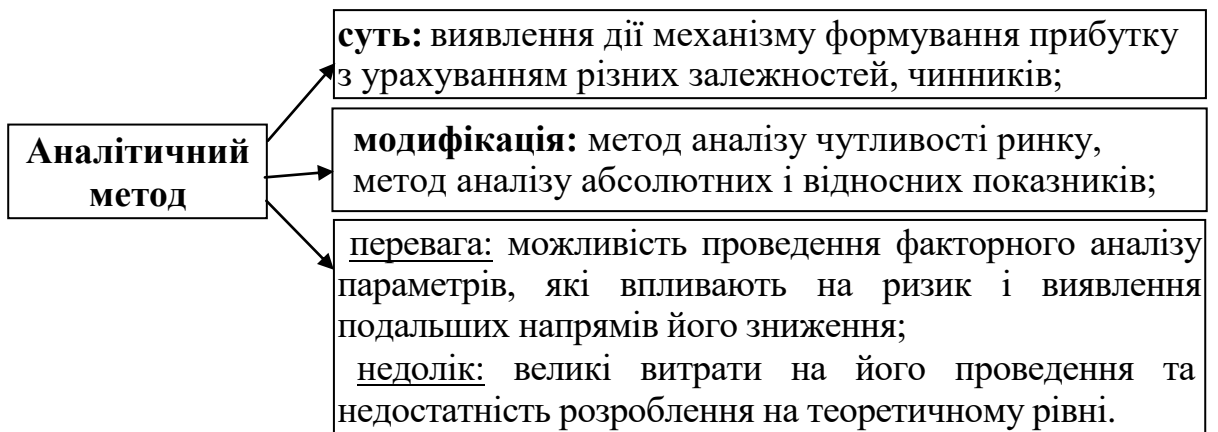 суть: виявлення дії механізму формування прибутку
з урахуванням різних залежностей, чинників;
Аналітичний
метод
модифікація: метод аналізу чутливості ринку,
метод аналізу абсолютних і відносних показників;
перевага: можливість проведення факторного аналізу
параметрів, які впливають на ризик і виявлення
подальших напрямів його зниження;
недолік: великі витрати на його проведення та
недостатність розроблення на теоретичному рівні.